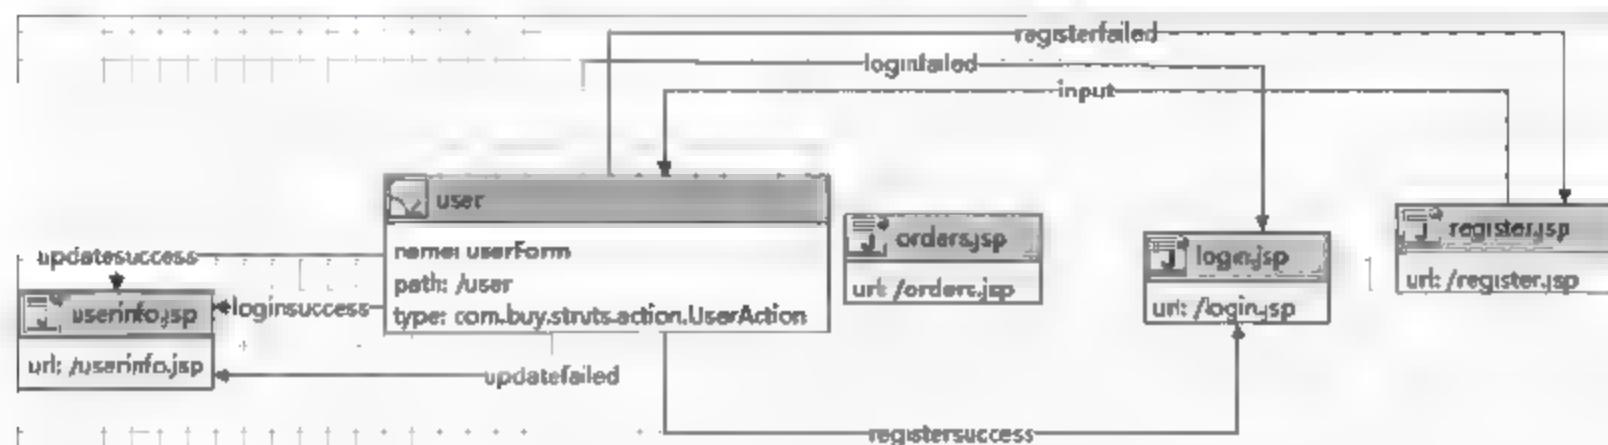 registerfailed
loginfailed
input
user
name: userForm
path: /user
type: com.buy.struts.action.UserAction
orders.jsp
url: /orders.jsp
login.jsp
url: /login.jsp
register.jsp
url: /register.jsp
updatesuccess
userinfo.jsp
url: /userinfo.jsp
loginsuccess
updatefailed
registersuccess